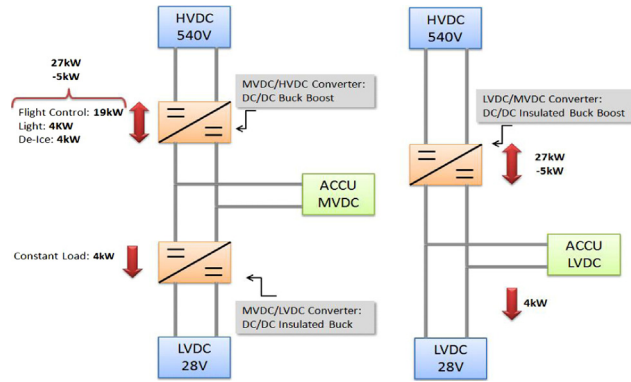 HVDC
540V
27kW
-5kW
Flight Control: 19kW
Light: 4KW
De-Ice: 4kW
MVDC/HVDC Converter:
DC/DC Buck Boost
ACCU
MVDC
Constant Load: 4kW
MVDC/LVDC Converter:
DC/DC Insulated Buck
LVDC
28V
HVDC
540V
LVDC/MVDC Converter:
DC/DC Insulated Buck Boost
27kW
-5kW
ACCU
LVDC
4kW
LVDC
28V